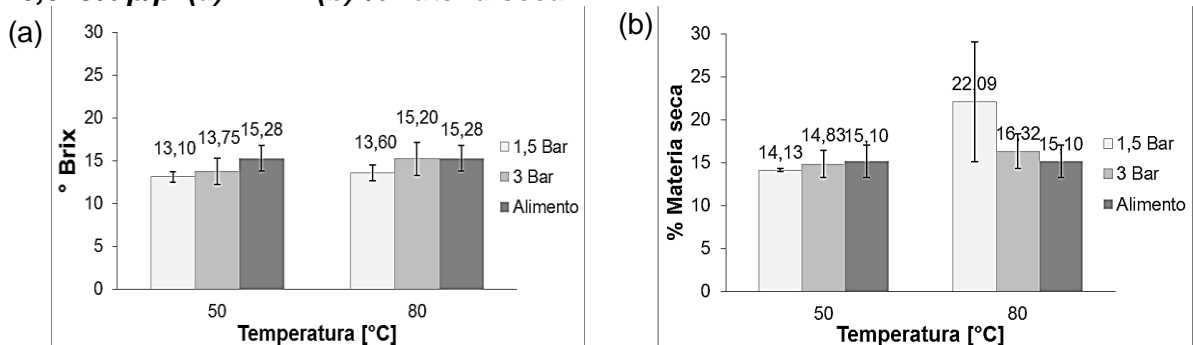 (a)
30
25
20
15
10
5
0
° Brix
13,10 13,75 15,28
13,60 15,20 15,28
50 80
Temperatura [°C]
1,5 Bar
3 Bar
Alimento
(b)
30
25
20
15
10
5
0
% Materia seca
14,13 14,83 15,10
22,09 16,32 15,10
50 80
Temperatura [°C]
1,5 Bar
3 Bar
Alimento